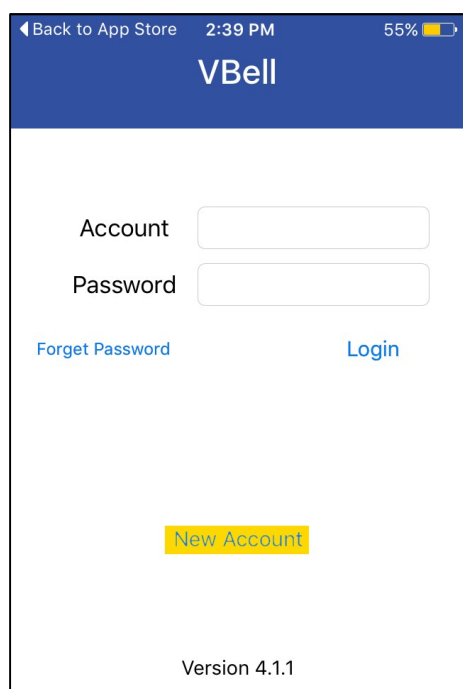 Back to App Store 2:39 PM 55%
VBell
Account
Password
Forget Password Login
New Account
Version 4.1.1